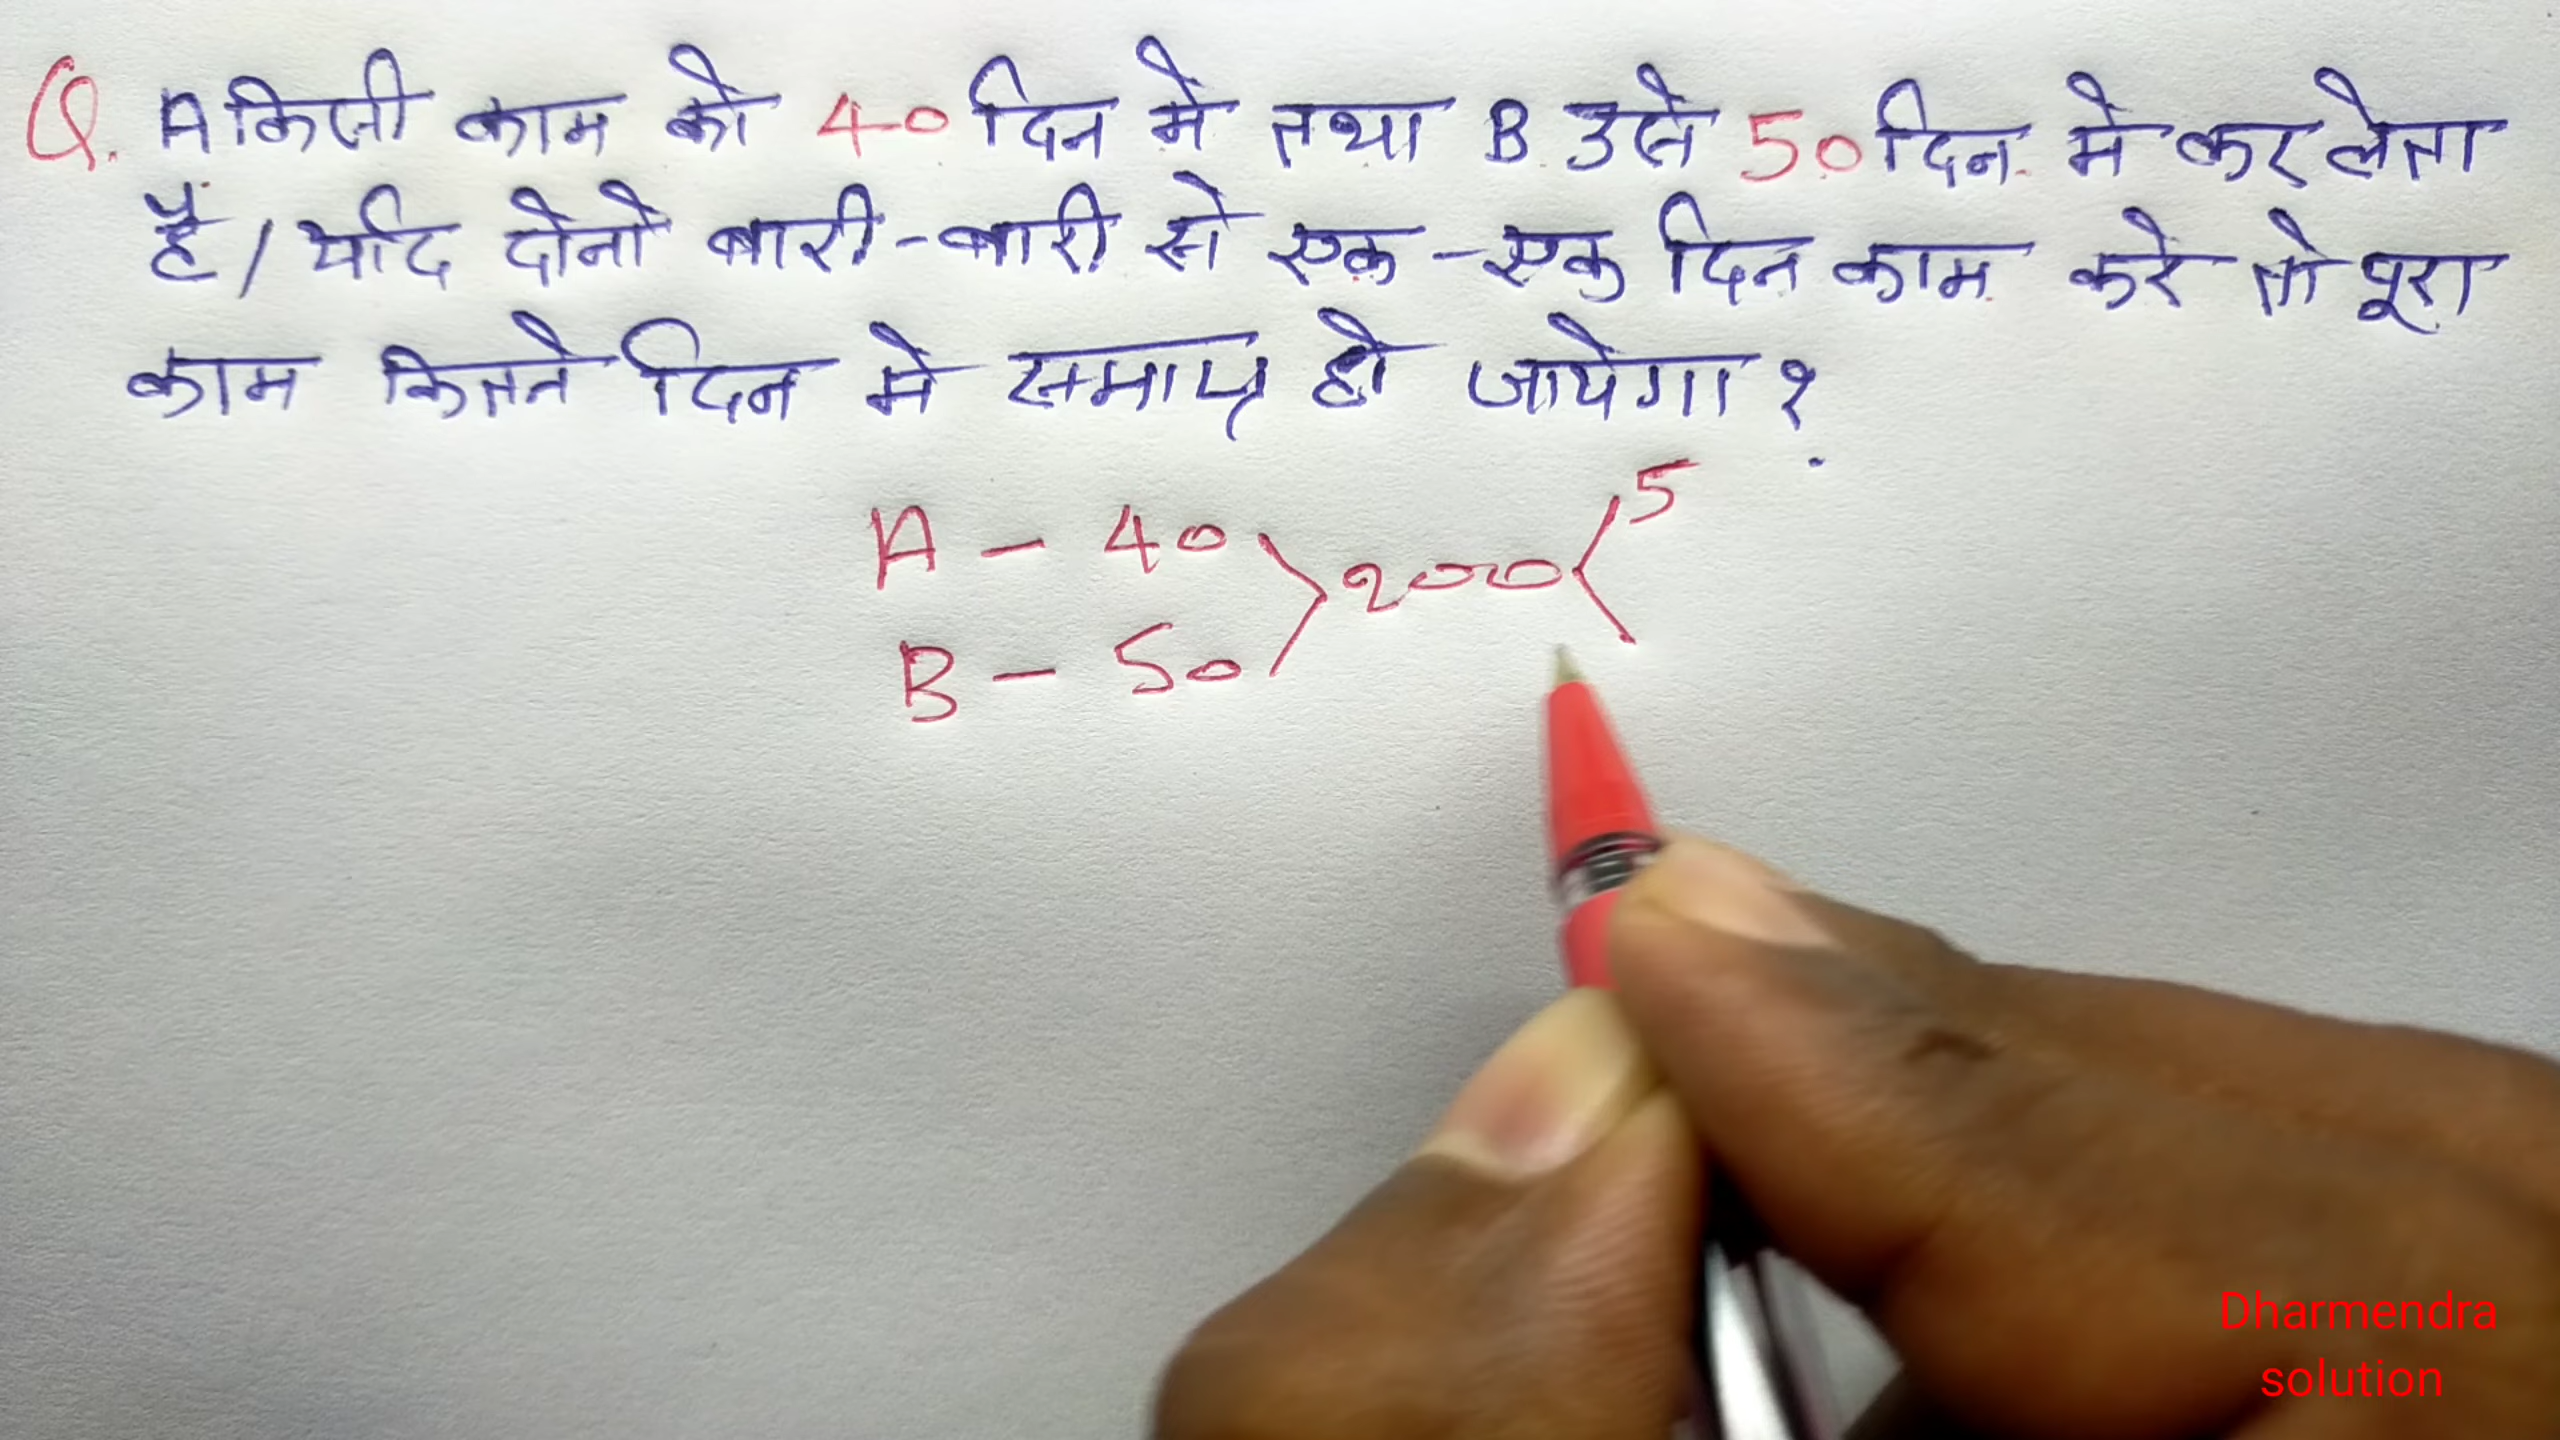 Q. A किसी काम को 40 दिन मे तथा B उसे 50 दिन मे कर लेता
है/ यदि दोनो बारी-बारी से एक-एक दिन काम करे तो पूरा
काम कितने दिन मे समाप्त हो जायेगा ?
A - 40 > 200 < 5
B - 50
Dharmendra
solution